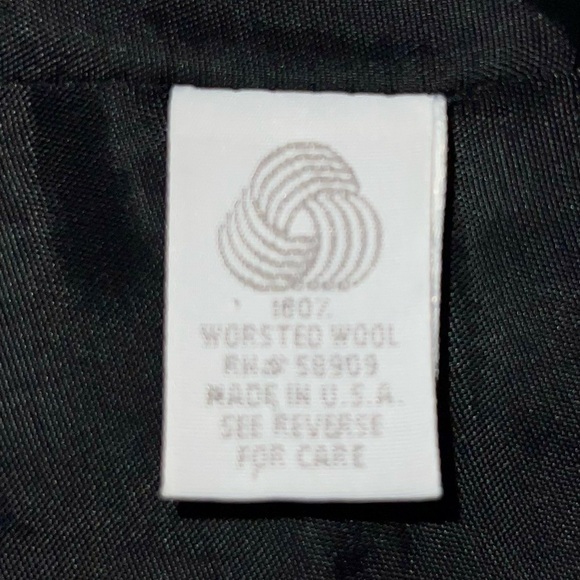 100%
WORSTED WOOL
RN# 58909
MADE IN U.S.A.
SEE REVERSE
FOR CARE